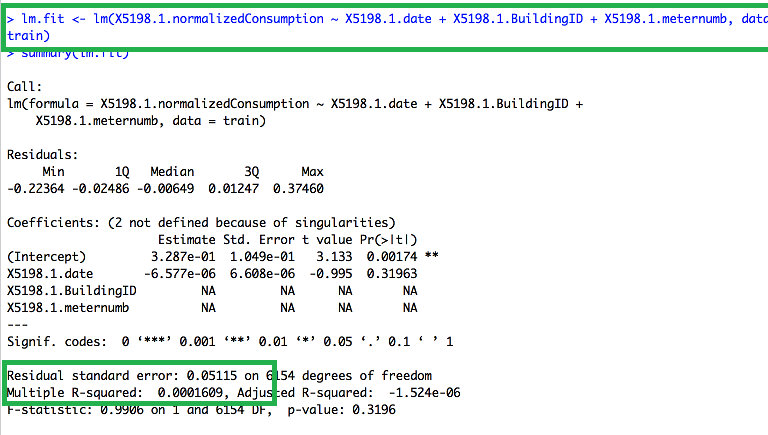 > lm.fit <- lm(X5198.1.normalizedConsumption ~ X5198.1.date + X5198.1.BuildingID + X5198.1.meternumb, data
train)
> summary(lm.fit)
Call:
lm(formula = X5198.1.normalizedConsumption ~ X5198.1.date + X5198.1.BuildingID +
    X5198.1.meternumb, data = train)
Residuals:
     Min       1Q   Median       3Q      Max
-0.22364 -0.02486 -0.00649  0.01247  0.37460
Coefficients: (2 not defined because of singularities)
                     Estimate Std. Error t value Pr(>|t|)
(Intercept)         3.287e-01  1.049e-01   3.133  0.00174 **
X5198.1.date       -6.577e-06  6.608e-06  -0.995  0.31963
X5198.1.BuildingID         NA         NA      NA       NA
X5198.1.meternumb          NA         NA      NA       NA
---
Signif. codes:  0 ‘***’ 0.001 ‘**’ 0.01 ‘*’ 0.05 ‘.’ 0.1 ‘ ’ 1
Residual standard error: 0.05115 on 6154 degrees of freedom
Multiple R-squared:  0.0001609, Adjusted R-squared:  -1.524e-06
F-statistic: 0.9906 on 1 and 6154 DF,  p-value: 0.3196